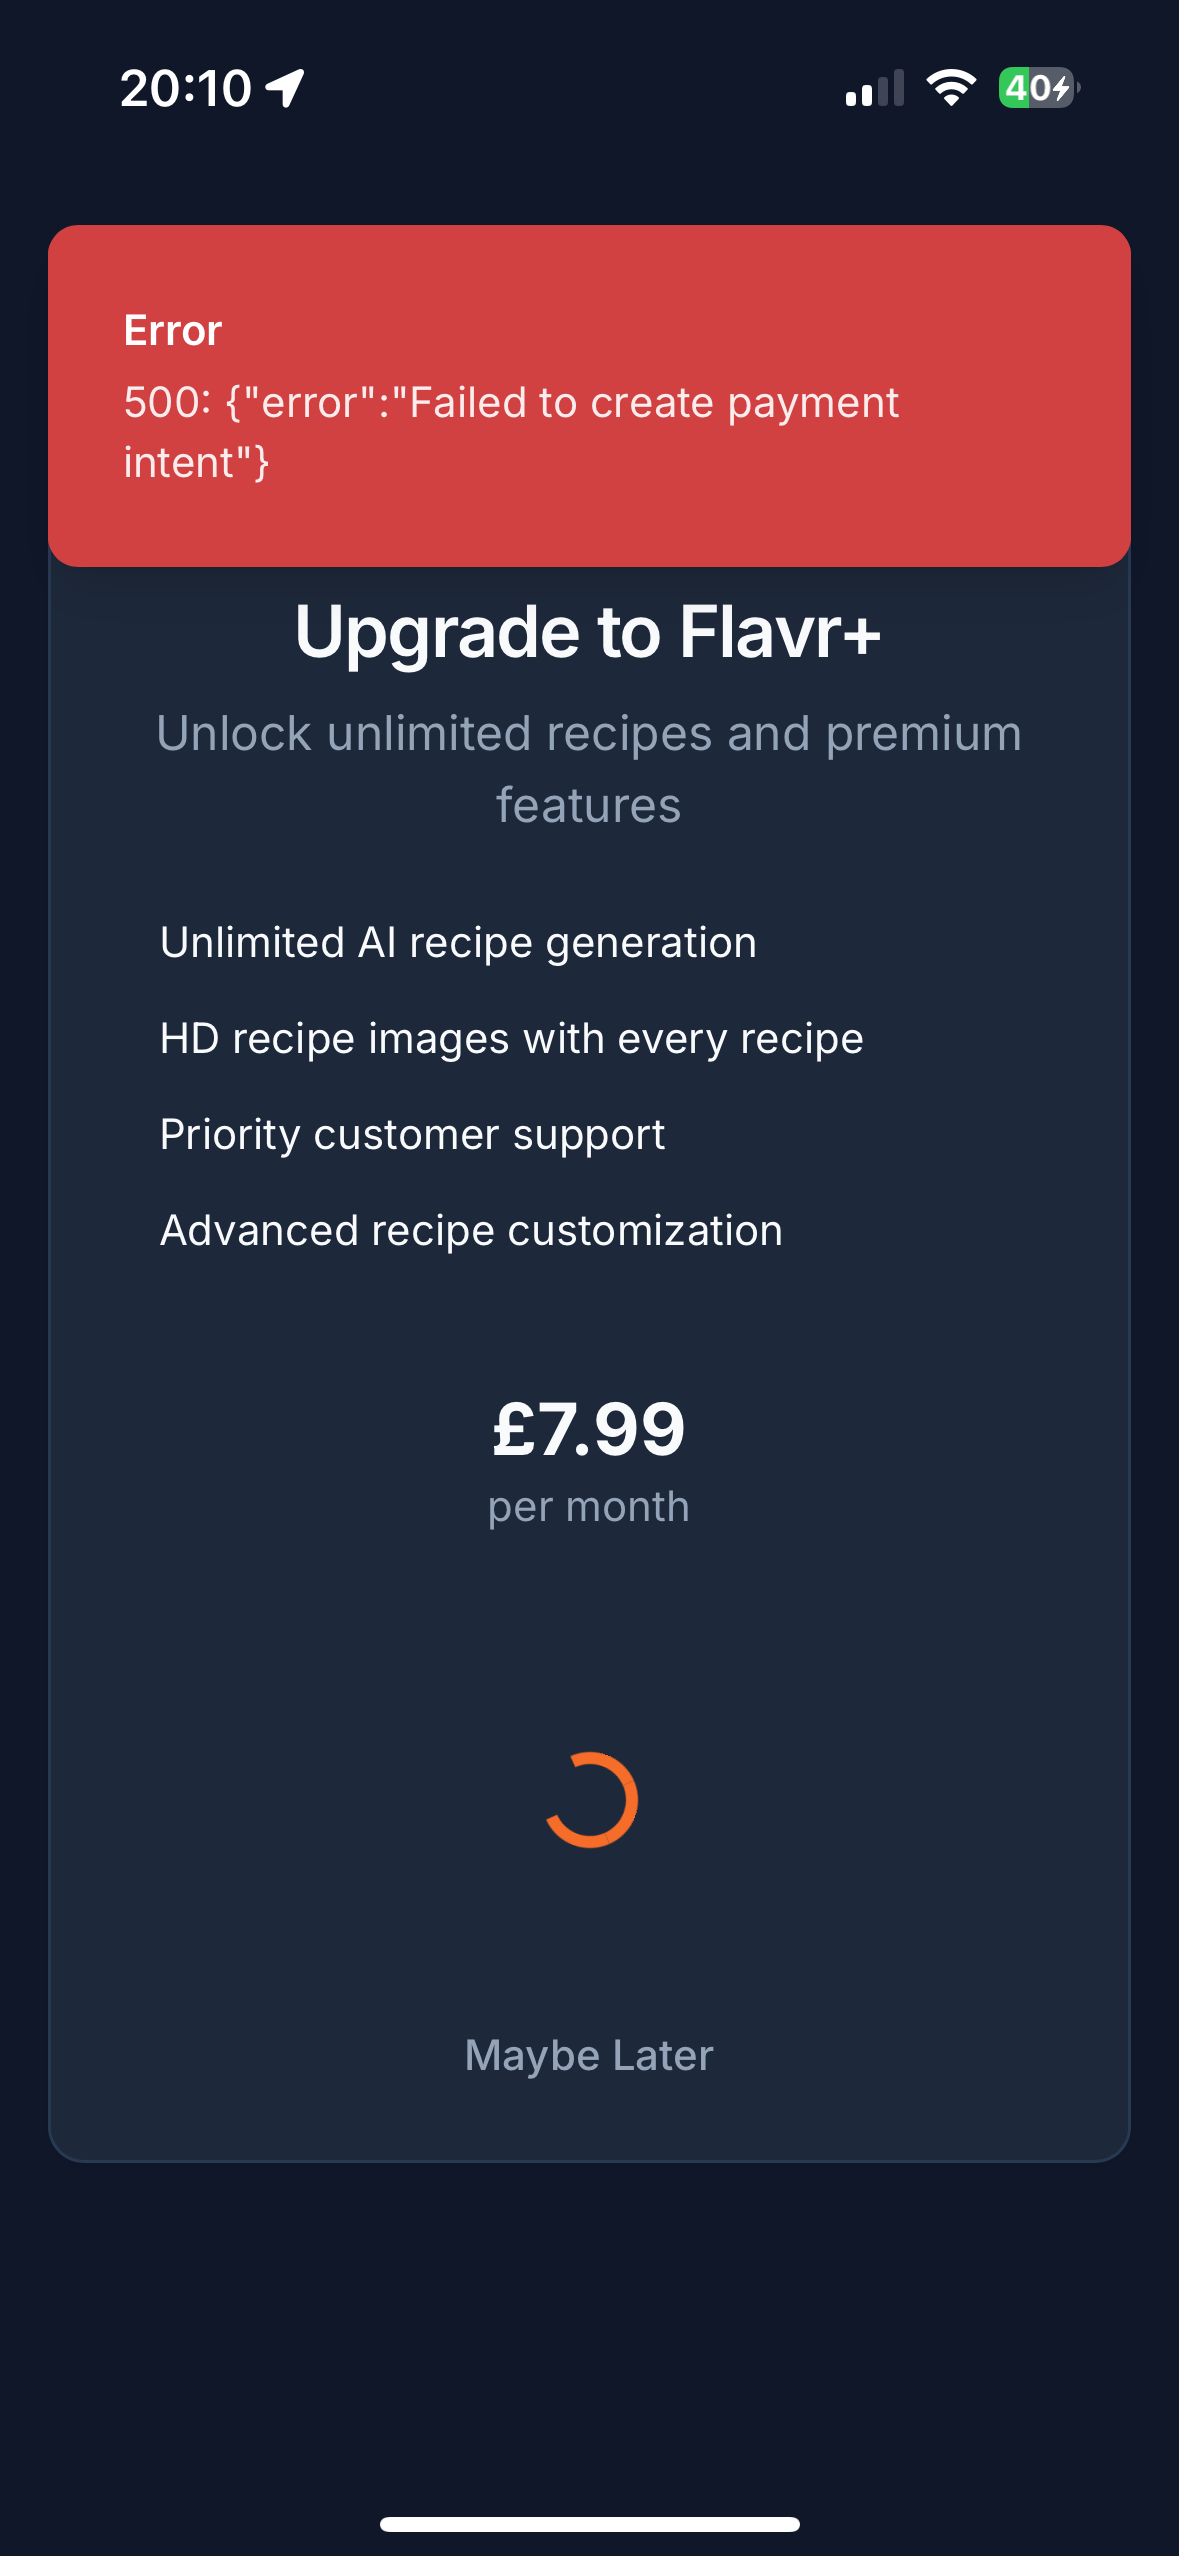 20:10
40
Error
500: {"error":"Failed to create payment
intent"}
Upgrade to Flavr+
Unlock unlimited recipes and premium
features
Unlimited AI recipe generation
HD recipe images with every recipe
Priority customer support
Advanced recipe customization
£7.99
per month
Maybe Later